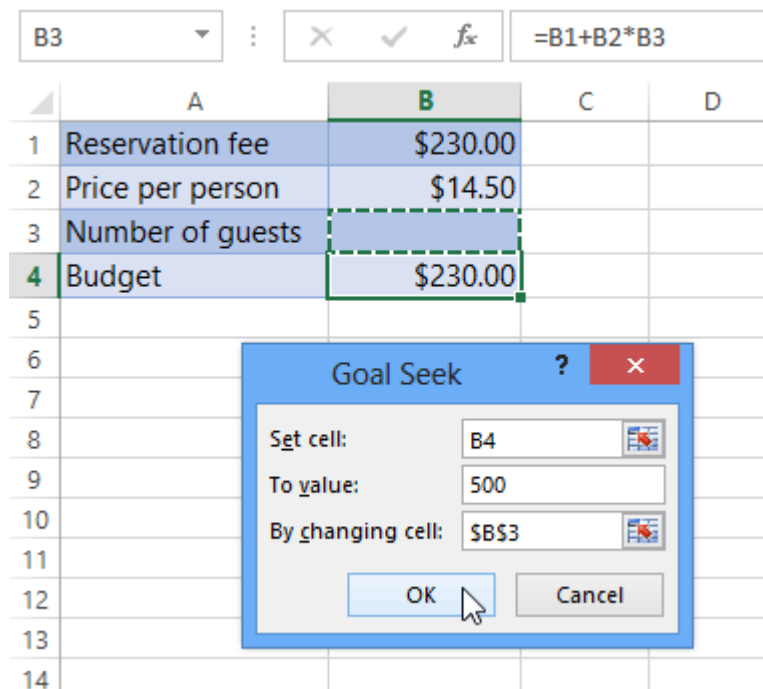 B3 fx =B1+B2*B3
A B C D
1 Reservation fee $230.00
2 Price per person $14.50
3 Number of guests
4 Budget $230.00
5
6
7
8
9
10
11
12
13
14
Goal Seek ?
Set cell: B4
To value: 500
By changing cell: $B$3
OK Cancel